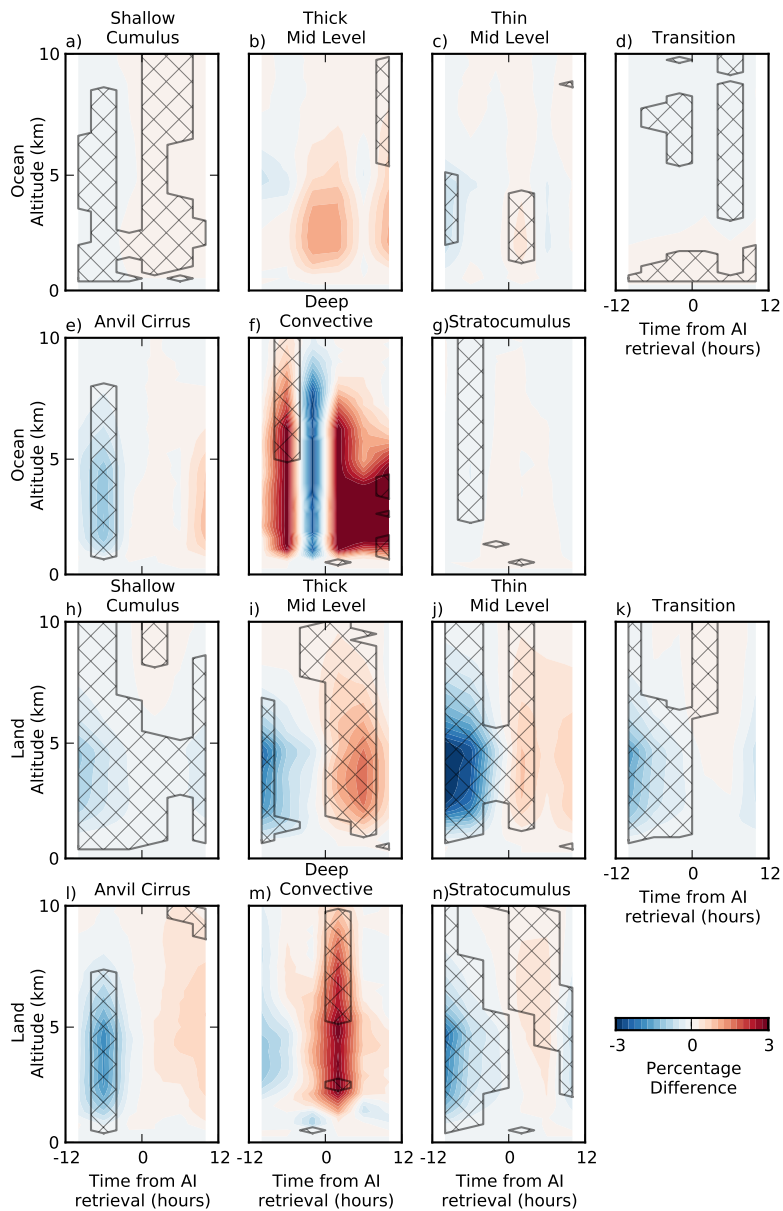 Shallow
Cumulus
Thick
Mid Level
Thin
Mid Level
Transition
a)
b)
c)
d)
10
5
0
Ocean
Altitude (km)
-12
0
12
Time from AI
retrieval (hours)
Anvil Cirrus
Deep
Convective
Stratocumulus
e)
f)
g)
10
5
0
Ocean
Altitude (km)
Shallow
Cumulus
Thick
Mid Level
Thin
Mid Level
Transition
h)
i)
j)
k)
10
5
0
Land
Altitude (km)
-12
0
12
Time from AI
retrieval (hours)
Anvil Cirrus
Deep
Convective
Stratocumulus
l)
m)
n)
10
5
0
Land
Altitude (km)
-12
0
12
-12
0
12
-12
0
12
Time from AI
retrieval (hours)
Time from AI
retrieval (hours)
Time from AI
retrieval (hours)
-3
0
3
Percentage
Difference